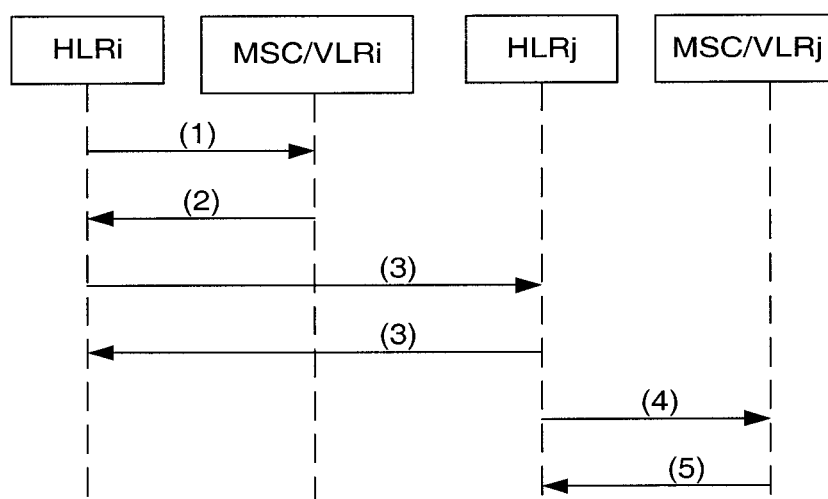 HLRi
MSC/VLRi
HLRj
MSC/VLRj
(1)
(2)
(3)
(3)
(4)
(5)